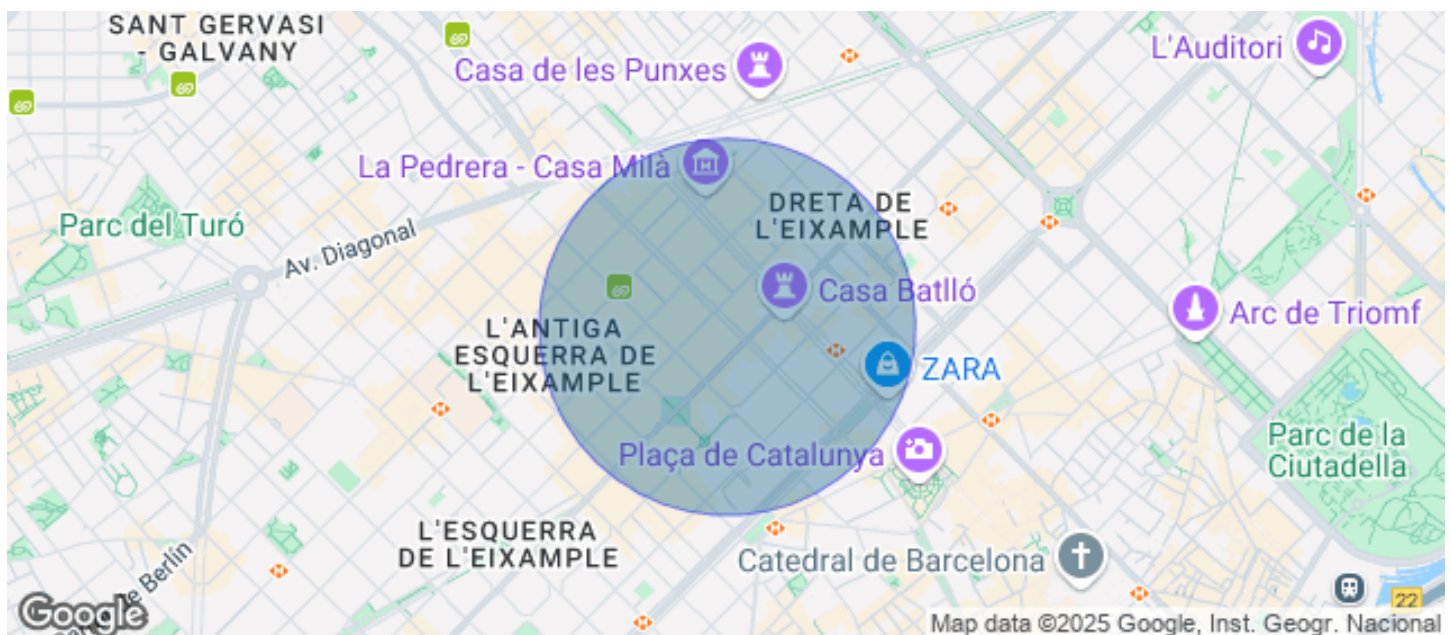 SANT GERVASI
- GALVANY
L'Auditori
Casa de les Punxes
La Pedrera - Casa Milà
DRETA DE
L'EIXAMPLE
Parc del Turó
Av. Diagonal
Casa Batlló
Arc de Triomf
L'ANTIGA
ESQUERRA DE
L'EIXAMPLE
ZARA
Plaça de Catalunya
Parc de la
Ciutadella
L'ESQUERRA
DE L'EIXAMPLE
Catedral de Barcelona
de Berlín
22
Google
Map data ©2025 Google, Inst. Geogr. Nacional